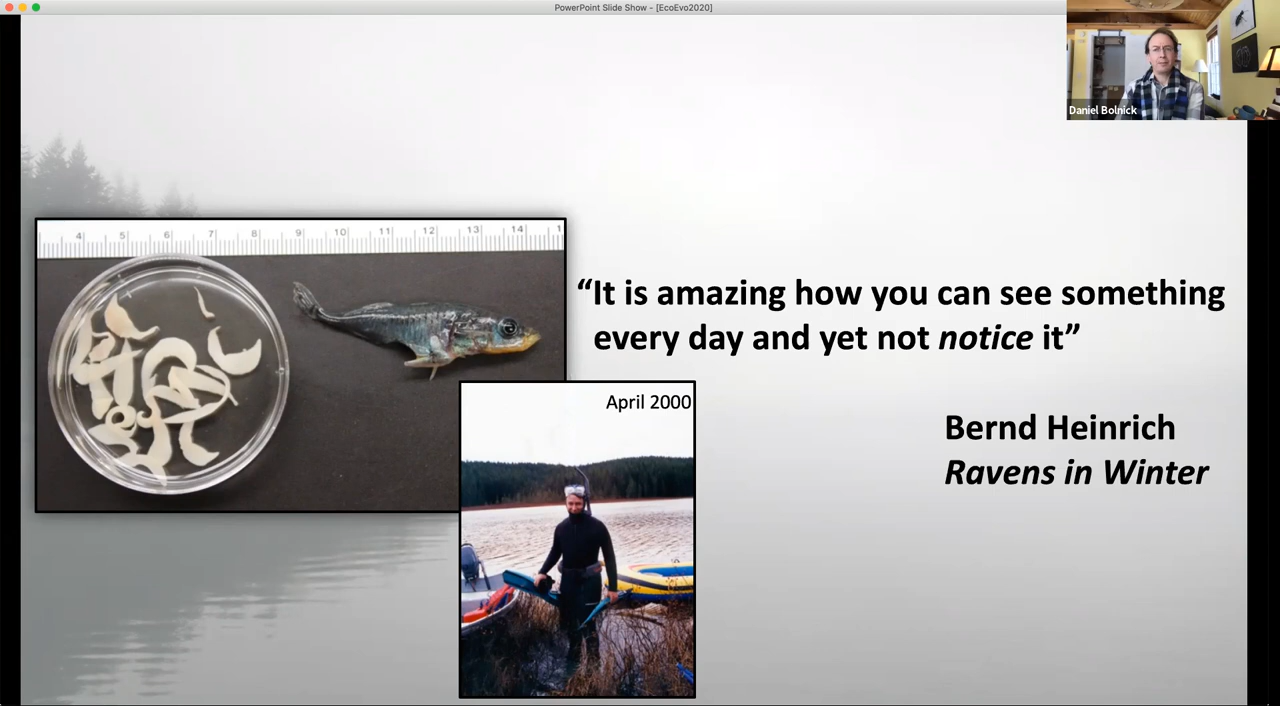 PowerPoint Slide Show - [EcoEvo2020]
Daniel Bolnick
4 5 6 7 8 9 10 11 12 13 14 1
“It is amazing how you can see something
every day and yet not notice it”
April 2000
Bernd Heinrich
Ravens in Winter